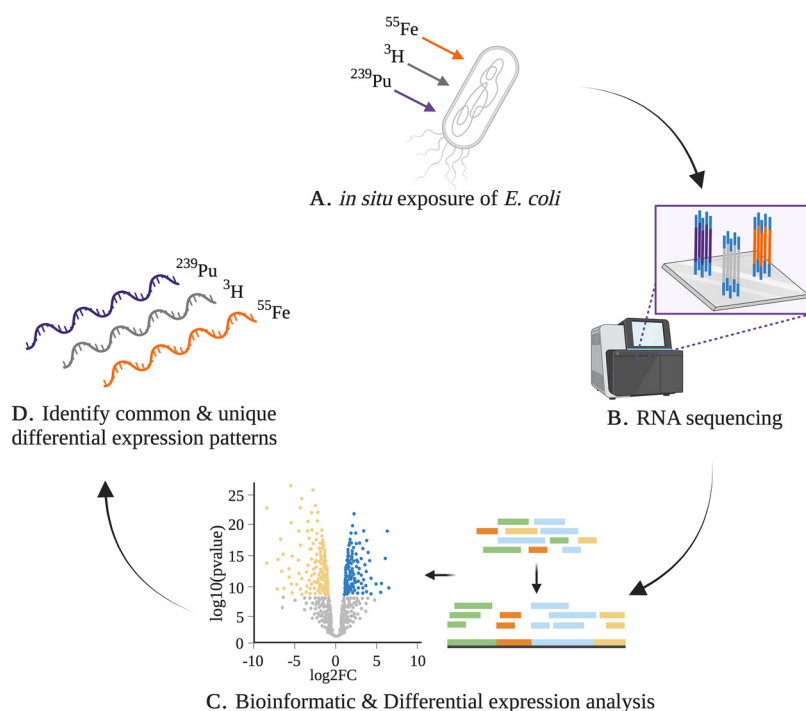 ⁵⁵Fe
³H
²³⁹Pu
A. in situ exposure of E. coli
B. RNA sequencing
²³⁹Pu
³H
⁵⁵Fe
D. Identify common & unique
differential expression patterns
25
20
15
10
5
0
log10(pvalue)
-10 -5 0 5 10
log2FC
C. Bioinformatic & Differential expression analysis